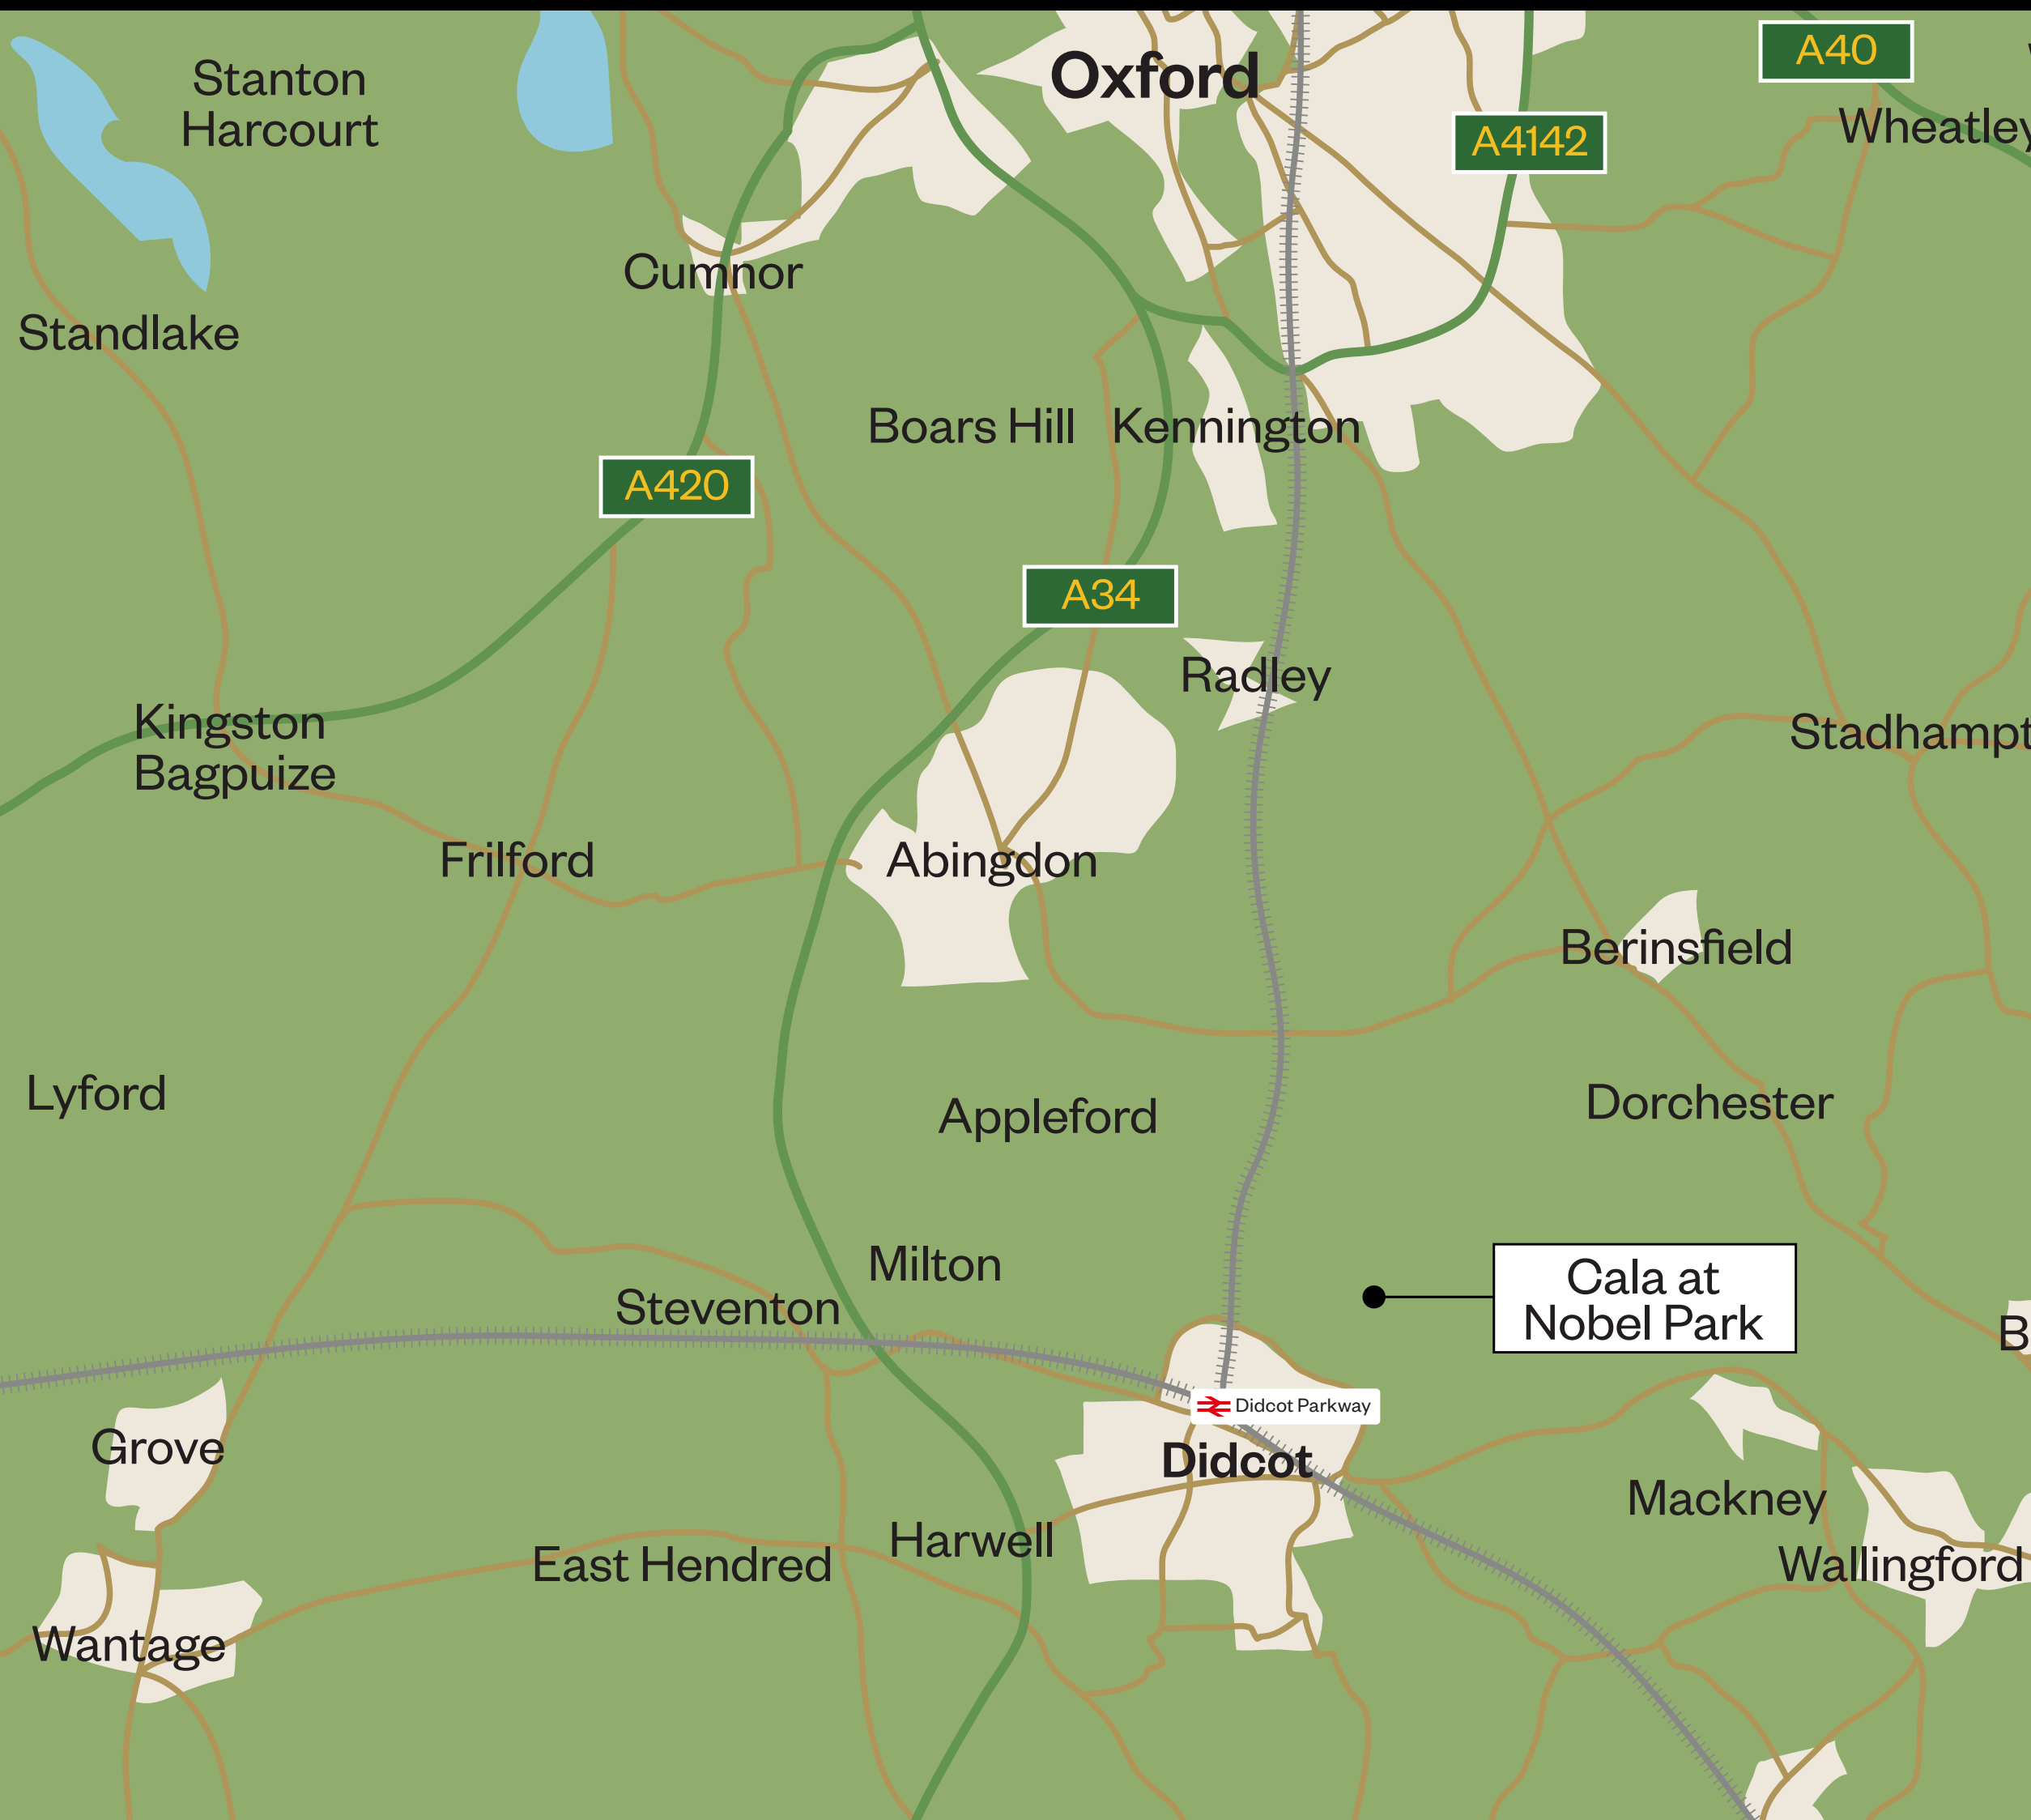 Oxford
A40
Stanton
Harcourt
A4142
Wheatley
Cumnor
Standlake
Boars Hill
Kennington
A420
A34
Radley
Kingston
Bagpuize
Stadhampt
Frilford
Abingdon
Berinsfield
Lyford
Appleford
Dorchester
Milton
Cala at
Nobel Park
Steventon
B
Didcot Parkway
Grove
Didcot
Mackney
Harwell
East Hendred
Wallingford
Wantage